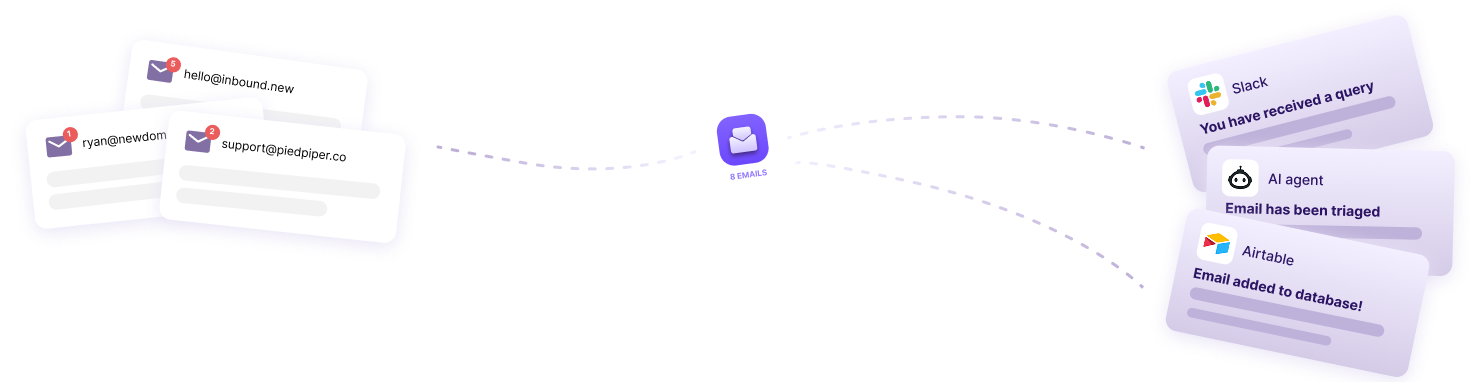 5
hello@inbound.new
1
ryan@newdom
2
support@piedpiper.co
8 EMAILS
Slack
You have received a query
AI agent
Email has been triaged
Airtable
Email added to database!